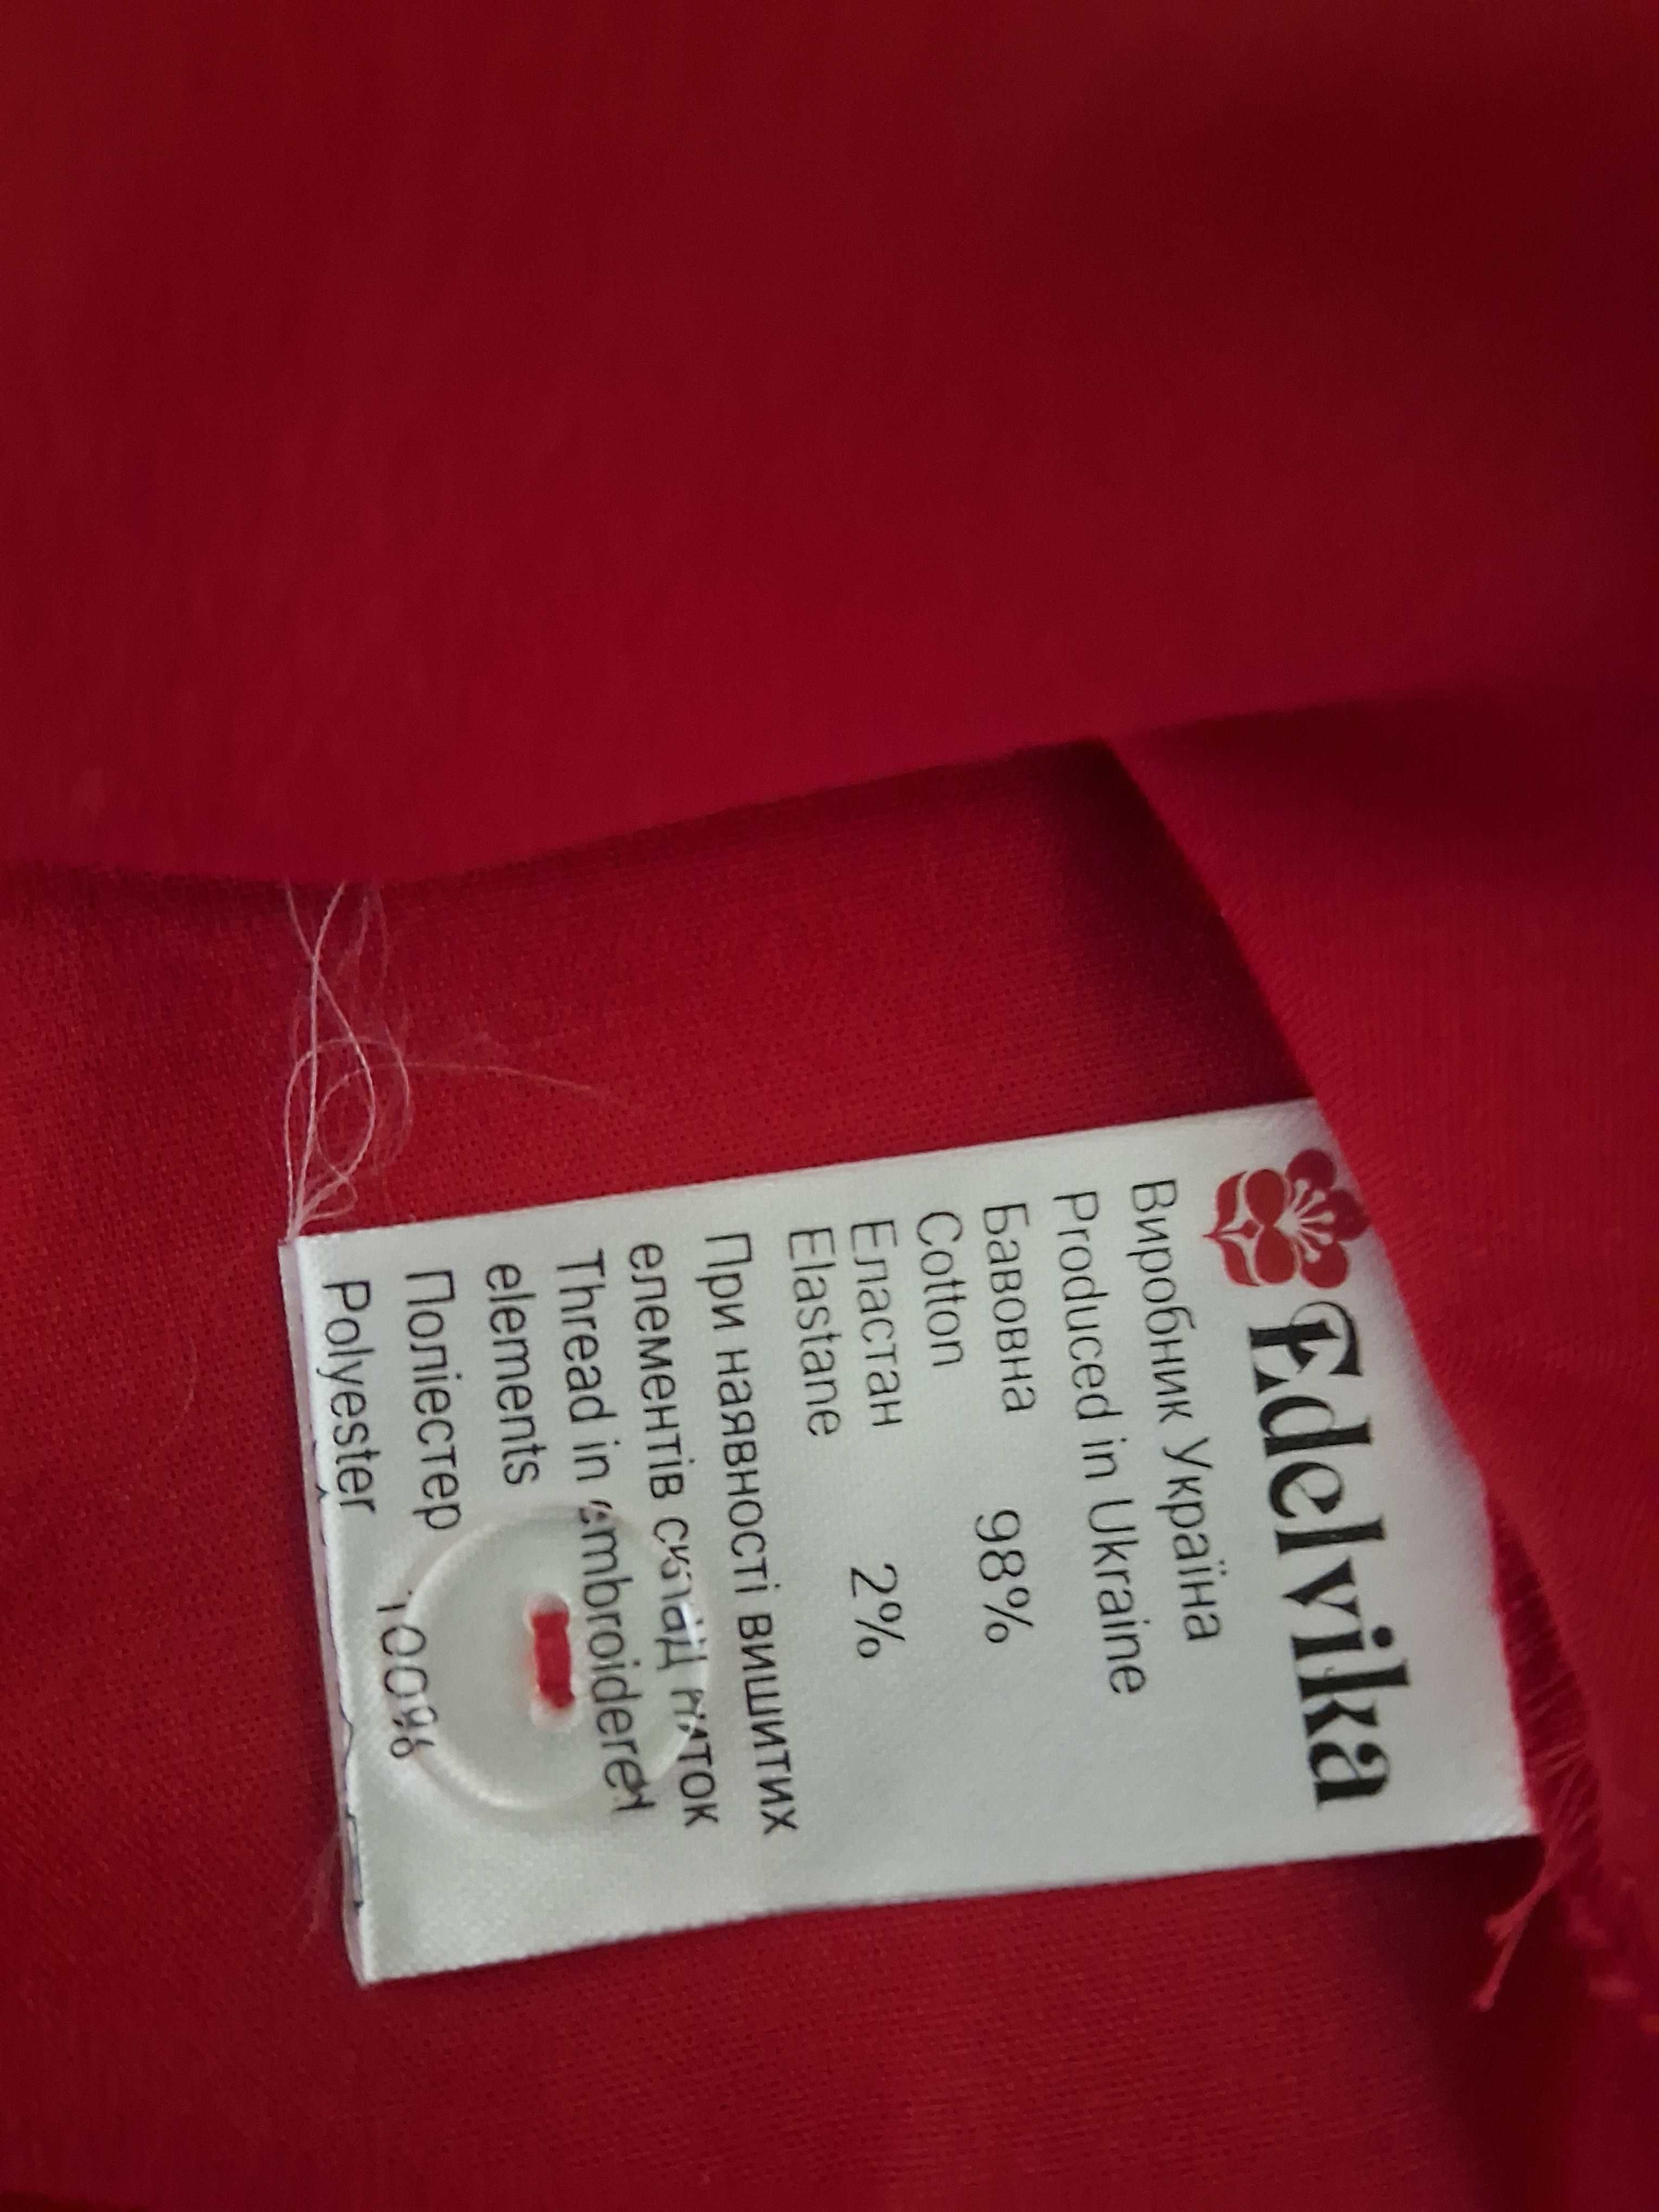 Edelvika
Виробник Україна
Produced in Ukraine
Бавовна 98%
Cotton
Еластан 2%
Elastane
При наявності вишитих
елементів склад ниток
Thread in embroidered
elements
Поліестер
Polyester 100%